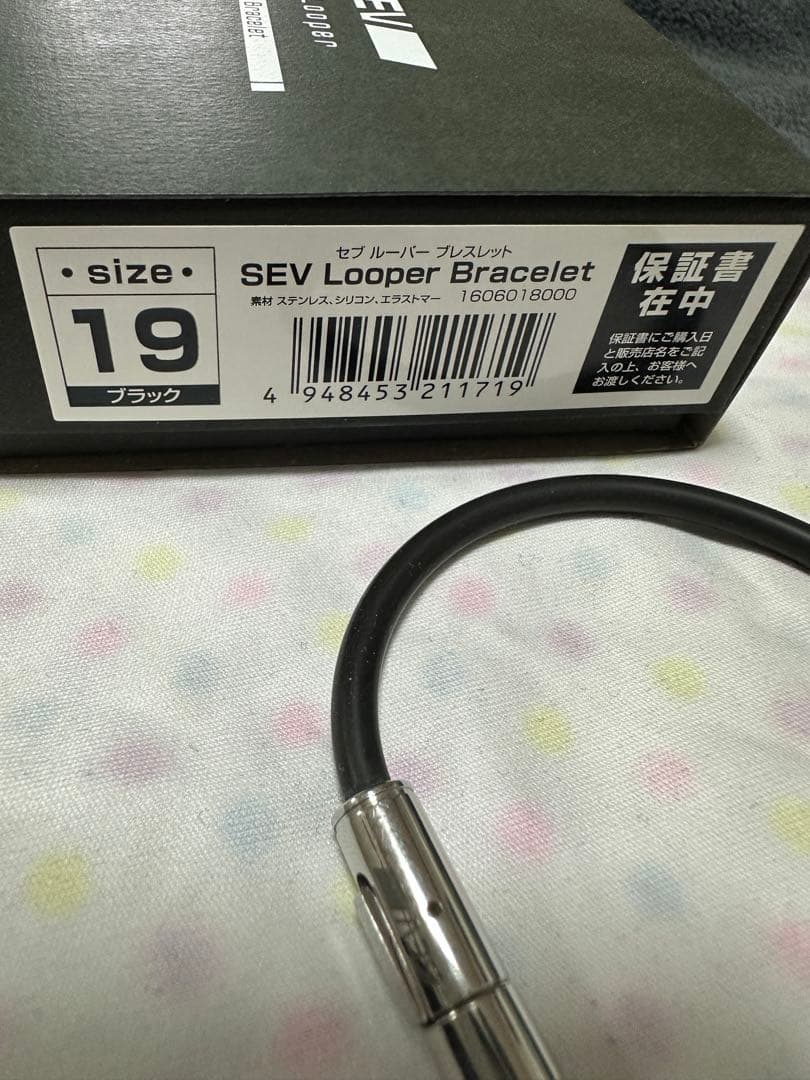 SEV
Looper
Bracelet
・size・
19
ブラック
セブ ルーパー ブレスレット
SEV Looper Bracelet
素材 ステンレス、シリコン、エラストマー 1606018000
4 948453 211719
保証書
在中
保証書にご購入日
と販売店名をご記
入の上、お客様へ
お渡しください。
SEV